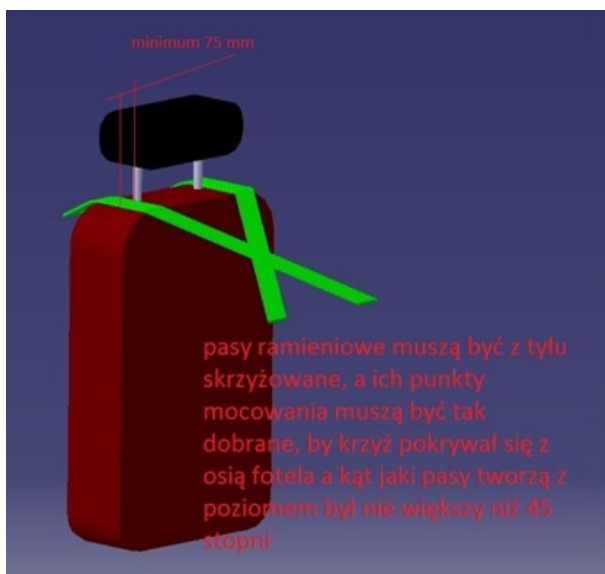 minimum 75 mm
pasy ramieniowe muszą być z tyłu
skrzyżowane, a ich punkty
mocowania muszą być tak
dobrane, by krzyż pokrywał się z
osią fotela a kąt jaki pasy tworzą z
poziomem był nie większy niż 45
stopni